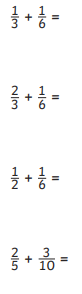 1/3 + 1/6 =
2/3 + 1/6 =
1/2 + 1/6 =
2/5 + 3/10 =